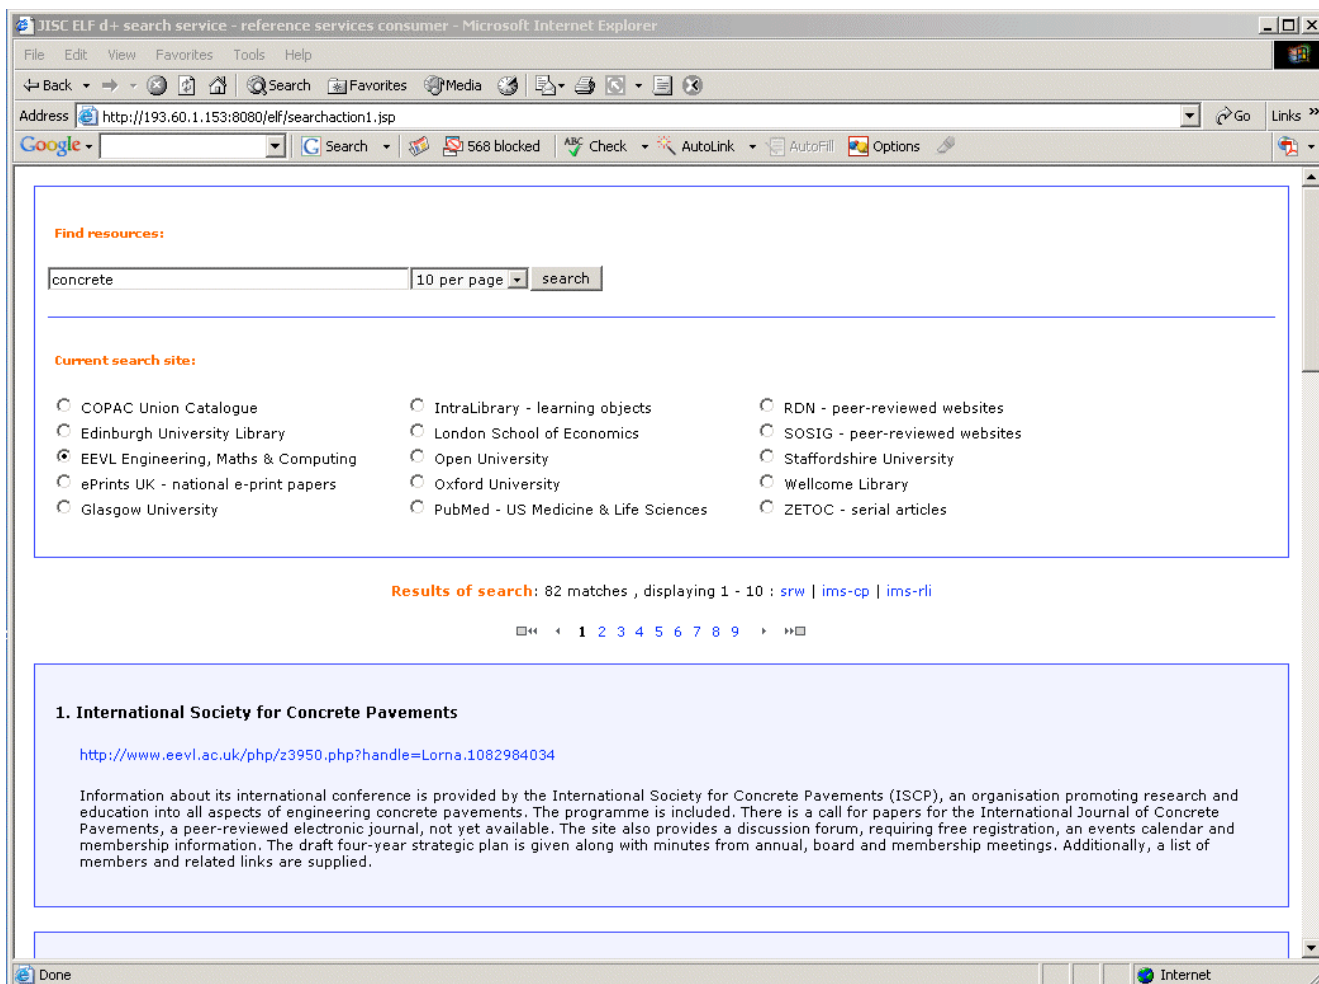 JISC ELF d+ search service - reference services consumer - Microsoft Internet Explorer
File Edit View Favorites Tools Help
Back Search Favorites Media
Address http://193.60.1.153:8080/elf/searchaction1.jsp Go Links »
Google Search 568 blocked ABC Check AutoLink AutoFill Options
Find resources:
concrete 10 per page search
Current search site:
COPAC Union Catalogue IntraLibrary - learning objects RDN - peer-reviewed websites
Edinburgh University Library London School of Economics SOSIG - peer-reviewed websites
EEVL Engineering, Maths & Computing Open University Staffordshire University
ePrints UK - national e-print papers Oxford University Wellcome Library
Glasgow University PubMed - US Medicine & Life Sciences ZETOC - serial articles
Results of search: 82 matches , displaying 1 - 10 : srw | ims-cp | ims-rli
1 2 3 4 5 6 7 8 9
1. International Society for Concrete Pavements
http://www.eevl.ac.uk/php/z3950.php?handle=Lorna.1082984034
Information about its international conference is provided by the International Society for Concrete Pavements (ISCP), an organisation promoting research and
education into all aspects of engineering concrete pavements. The programme is included. There is a call for papers for the International Journal of Concrete
Pavements, a peer-reviewed electronic journal, not yet available. The site also provides a discussion forum, requiring free registration, an events calendar and
membership information. The draft four-year strategic plan is given along with minutes from annual, board and membership meetings. Additionally, a list of
members and related links are supplied.
Done Internet